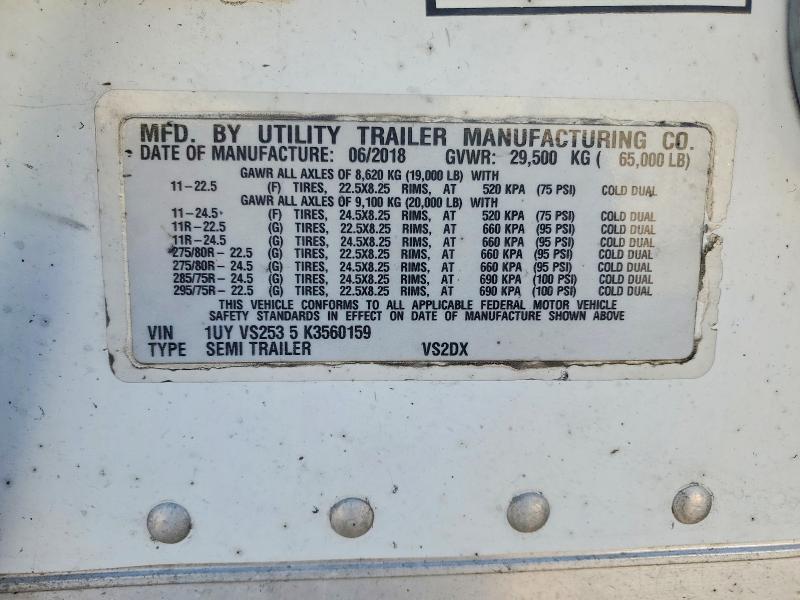 MFD. BY UTILITY TRAILER MANUFACTURING CO.
DATE OF MANUFACTURE: 06/2018 GVWR: 29,500 KG ( 65,000 LB)
GAWR ALL AXLES OF 8,620 KG (19,000 LB) WITH
11-22.5 (F) TIRES, 22.5X8.25 RIMS, AT 520 KPA (75 PSI) COLD DUAL
GAWR ALL AXLES OF 9,100 KG (20,000 LB) WITH
11-24.5 (F) TIRES, 24.5X8.25 RIMS, AT 520 KPA (75 PSI) COLD DUAL
11R-22.5 (G) TIRES, 22.5X8.25 RIMS, AT 660 KPA (95 PSI) COLD DUAL
11R-24.5 (G) TIRES, 24.5X8.25 RIMS, AT 660 KPA (95 PSI) COLD DUAL
275/80R-22.5 (G) TIRES, 22.5X8.25 RIMS, AT 660 KPA (95 PSI) COLD DUAL
275/80R-24.5 (G) TIRES, 24.5X8.25 RIMS, AT 660 KPA (95 PSI) COLD DUAL
285/75R-24.5 (G) TIRES, 24.5X8.25 RIMS, AT 690 KPA (100 PSI) COLD DUAL
295/75R-22.5 (G) TIRES, 22.5X8.25 RIMS, AT 690 KPA (100 PSI) COLD DUAL
THIS VEHICLE CONFORMS TO ALL APPLICABLE FEDERAL MOTOR VEHICLE
SAFETY STANDARDS IN EFFECT ON DATE OF MANUFACTURE SHOWN ABOVE
VIN 1UY VS253 5 K3560159
TYPE SEMI TRAILER VS2DX